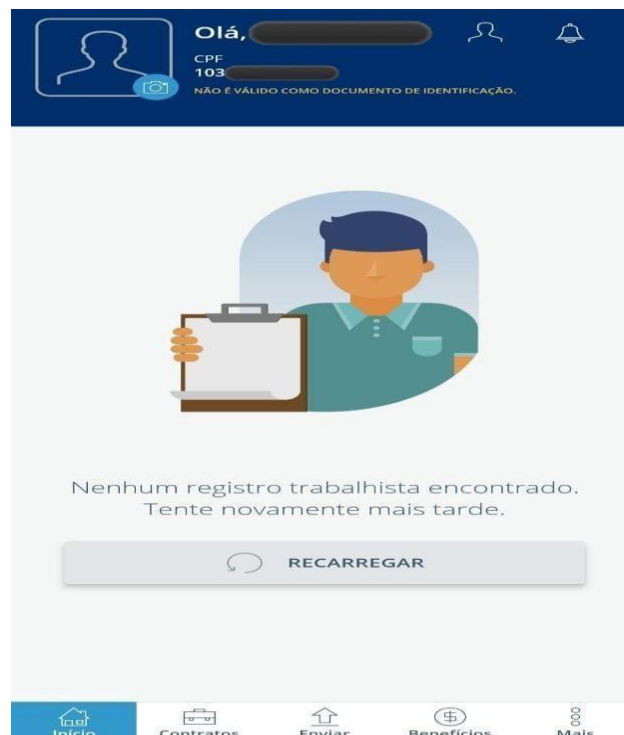 Olá,
CPF
103
NÃO É VÁLIDO COMO DOCUMENTO DE IDENTIFICAÇÃO.
Nenhum registro trabalhista encontrado.
Tente novamente mais tarde.
RECARREGAR
Início Contratos Enviar Benefícios Mais